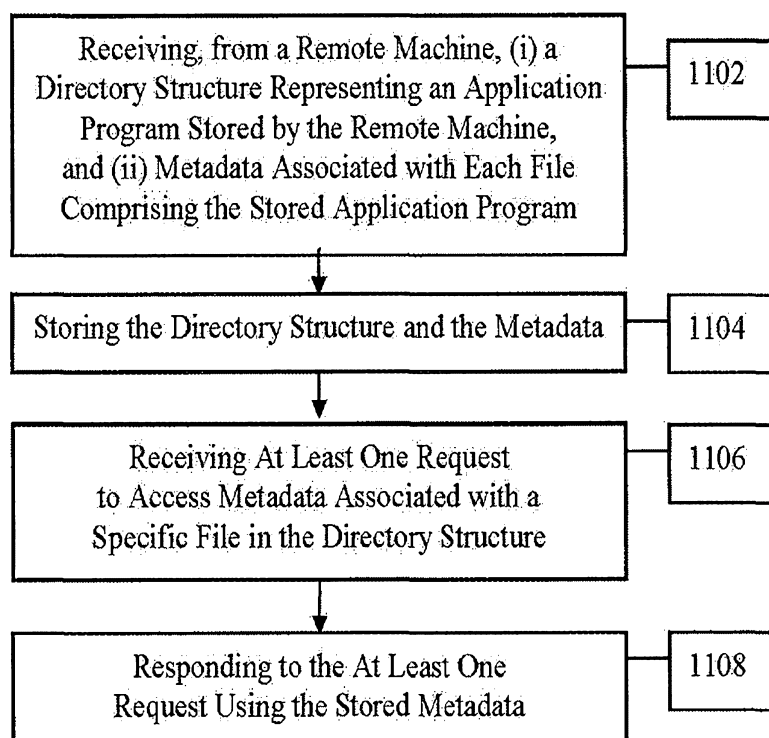 Receiving, from a Remote Machine, (i) a
Directory Structure Representing an Application
Program Stored by the Remote Machine,
and (ii) Metadata Associated with Each File
Comprising the Stored Application Program
1102
Storing the Directory Structure and the Metadata
1104
Receiving At Least One Request
to Access Metadata Associated with a
Specific File in the Directory Structure
1106
Responding to the At Least One
Request Using the Stored Metadata
1108